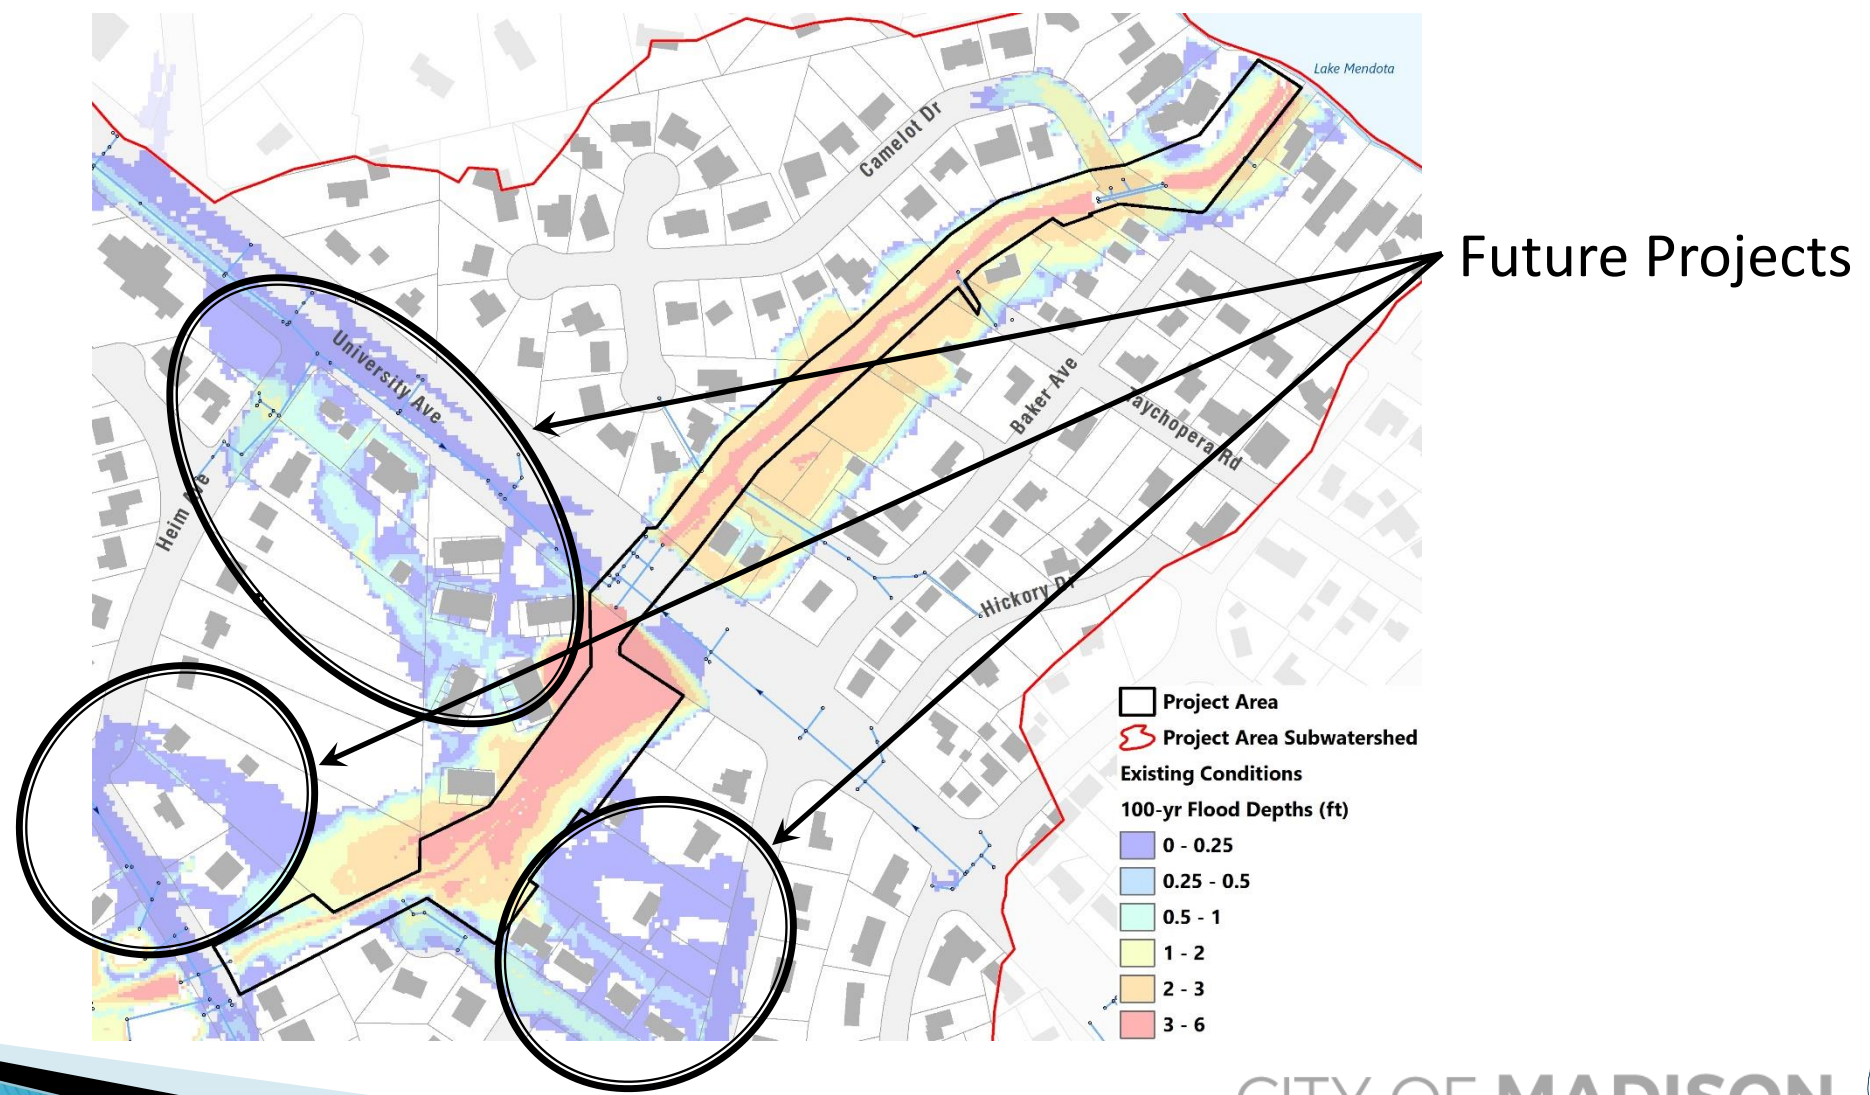 Lake Mendota
Camelot Dr
Future Projects
University Ave
Baker Ave
Taychopera Rd
Heim Ave
Hickory Dr
Project Area
Project Area Subwatershed
Existing Conditions
100-yr Flood Depths (ft)
0 - 0.25
0.25 - 0.5
0.5 - 1
1 - 2
2 - 3
3 - 6
CITY OF MADISON